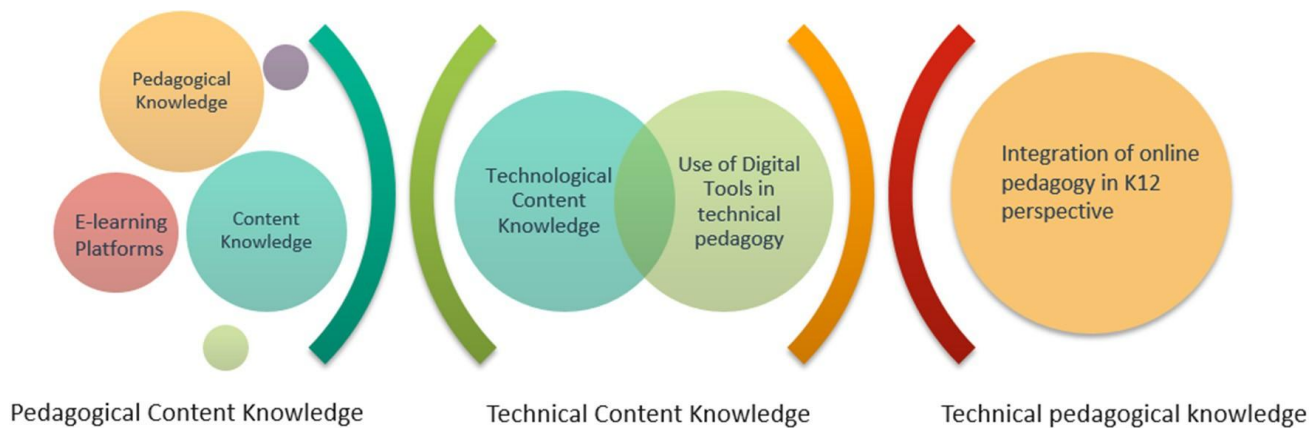 Pedagogical
Knowledge
E-learning
Platforms
Content
Knowledge
Technological
Content
Knowledge
Use of Digital
Tools in
technical
pedagogy
Integration of online
pedagogy in K12
perspective
Pedagogical Content Knowledge
Technical Content Knowledge
Technical pedagogical knowledge